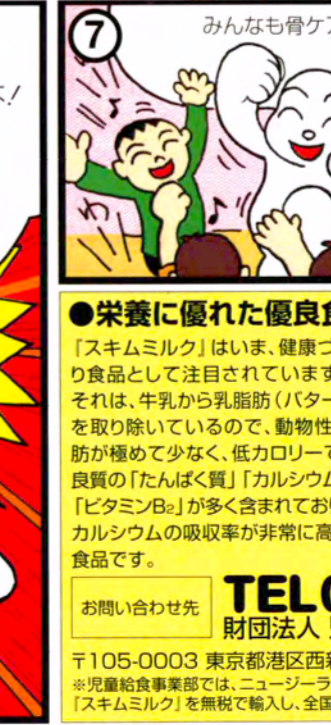 ⑦
みんなも骨ケア
!
♪
♪
わ
●栄養に優れた優良
『スキムミルク』はいま、健康づ
り食品として注目されています
それは、牛乳から乳脂肪(バター
を取り除いているので、動物性
肪が極めて少なく、低カロリーで
良質の「たんぱく質」「カルシウム
「ビタミンB₂」が多く含まれており
カルシウムの吸収率が非常に高
食品です。
お問い合わせ先
TEL
財団法人
〒105-0003 東京都港区西新
※児童給食事業部では、ニュージーラ
『スキムミルク』を無税で輸入し、全国